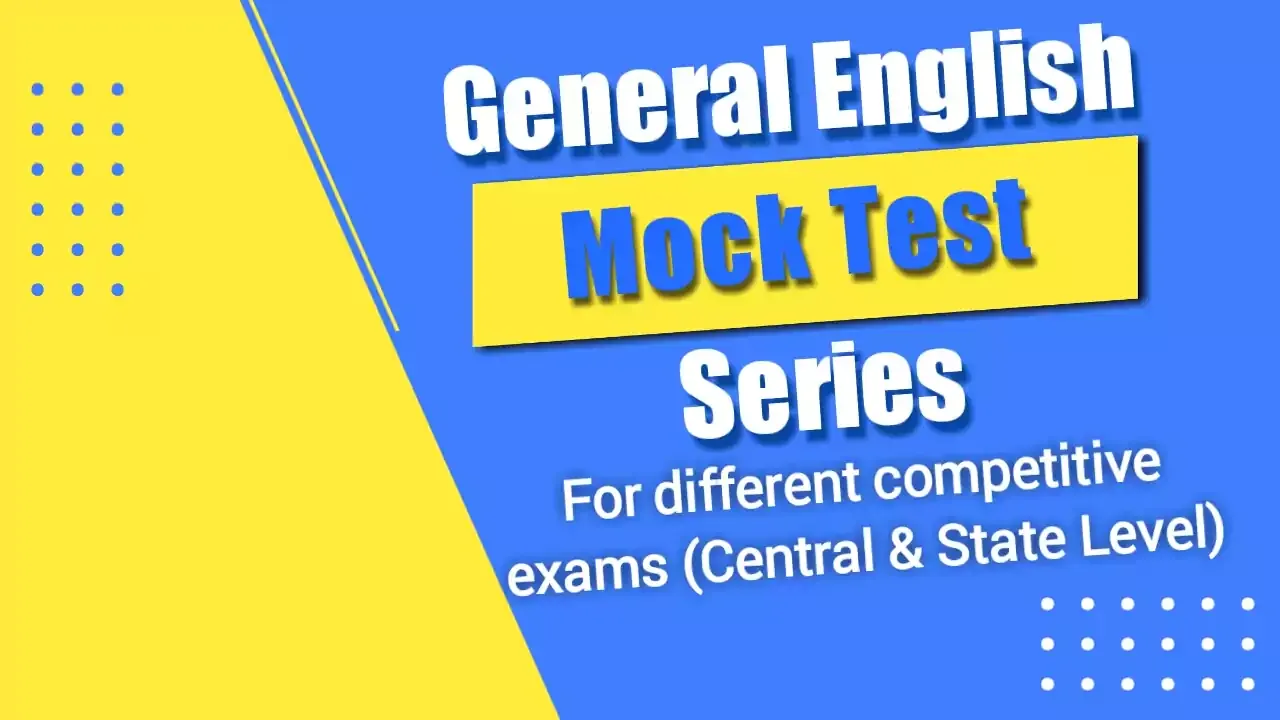 General English
Mock Test
Series
For different competitive
exams (Central & State Level)